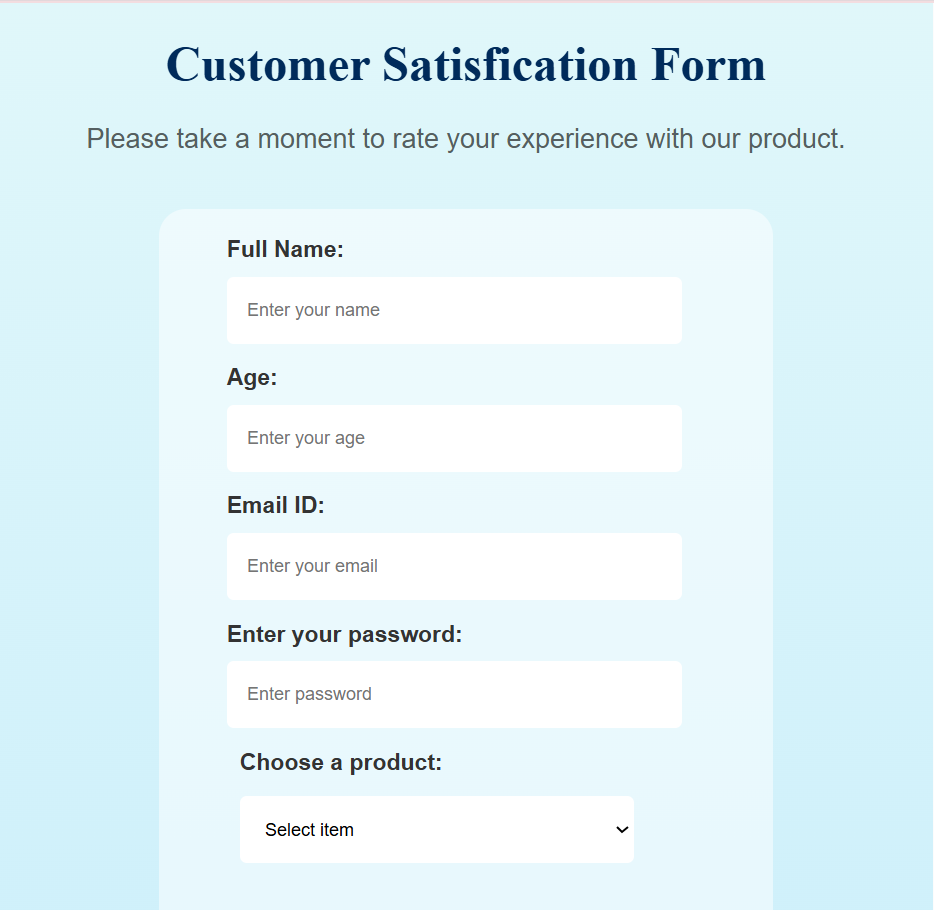 Customer Satisfication Form
Please take a moment to rate your experience with our product.
Full Name:
Enter your name
Age:
Enter your age
Email ID:
Enter your email
Enter your password:
Enter password
Choose a product:
Select item